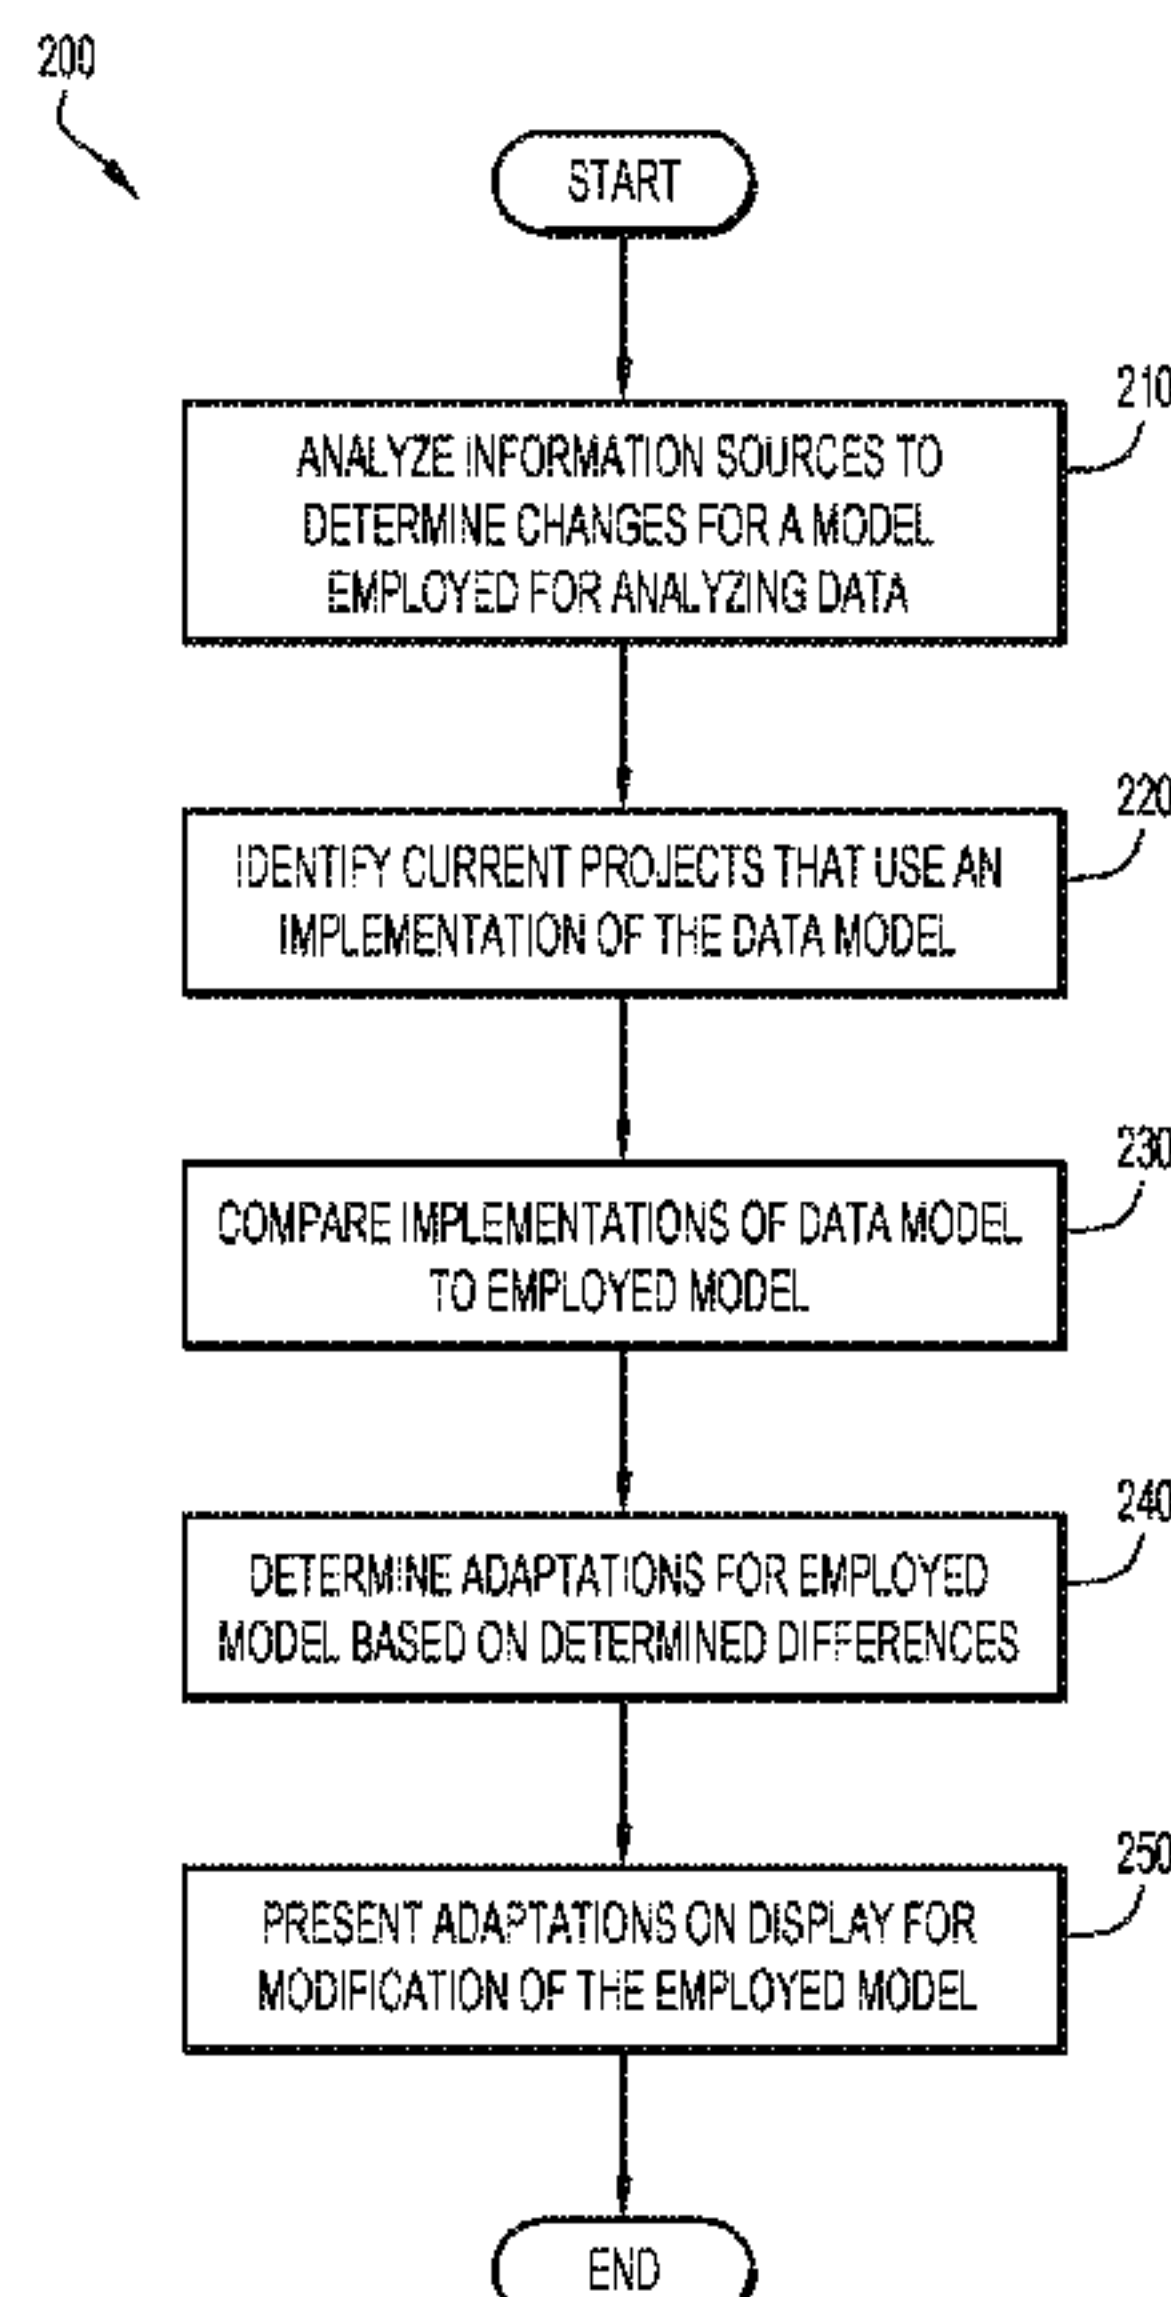 200
START
210
ANALYZE INFORMATION SOURCES TO
DETERMINE CHANGES FOR A MODEL
EMPLOYED FOR ANALYZING DATA
220
IDENTIFY CURRENT PROJECTS THAT USE AN
IMPLEMENTATION OF THE DATA MODEL
230
COMPARE IMPLEMENTATIONS OF DATA MODEL
TO EMPLOYED MODEL
240
DETERMINE ADAPTATIONS FOR EMPLOYED
MODEL BASED ON DETERMINED DIFFERENCES
250
PRESENT ADAPTATIONS ON DISPLAY FOR
MODIFICATION OF THE EMPLOYED MODEL
END